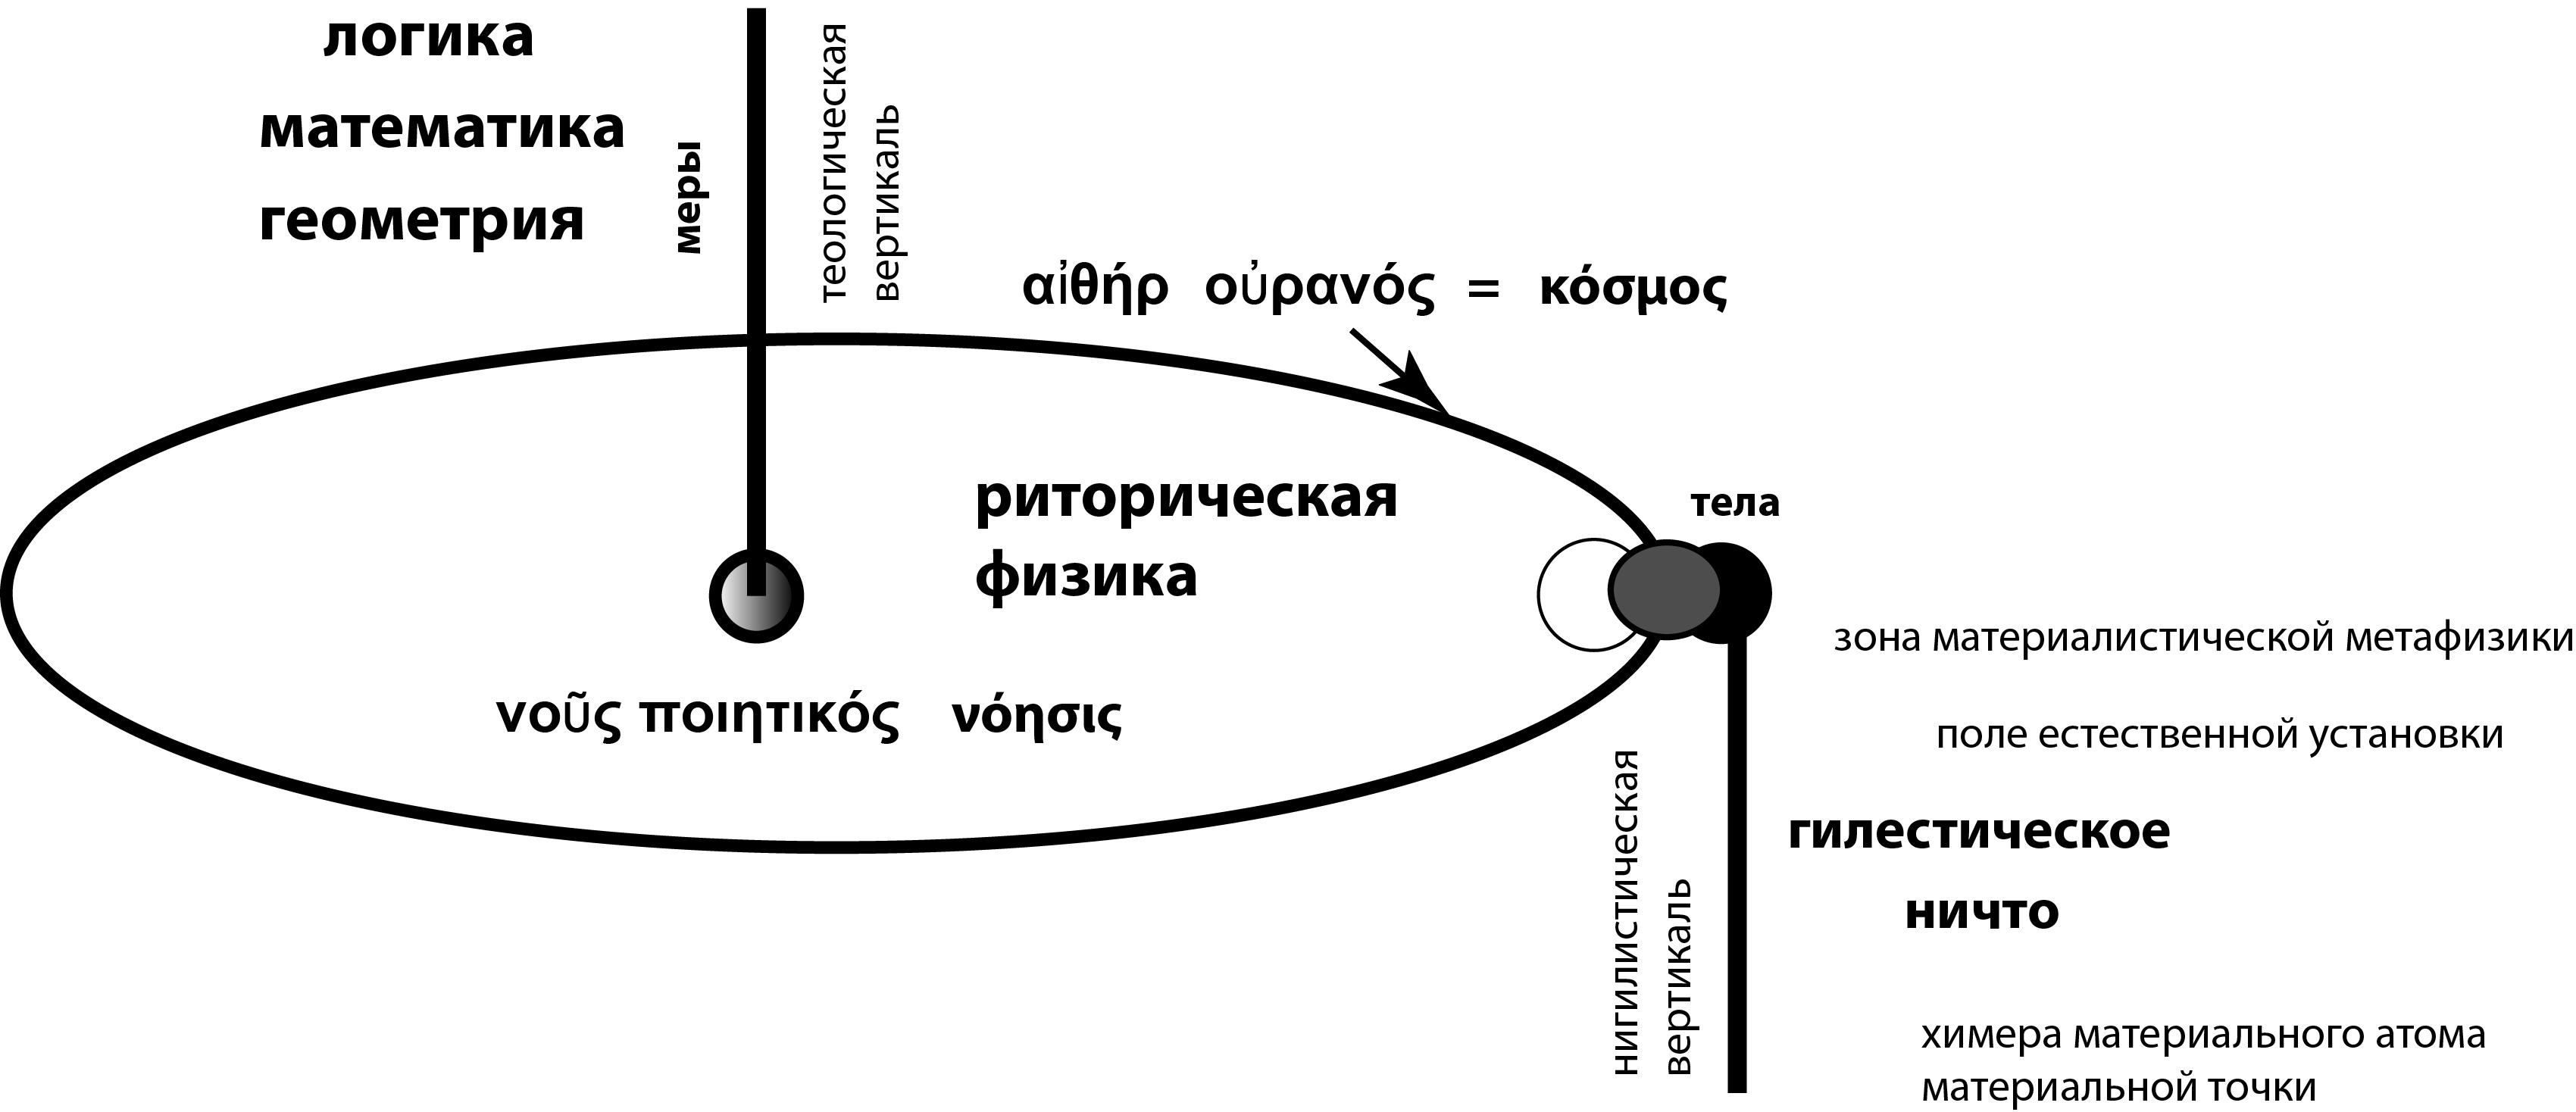 логика
математика
геометрия
меры
теологическая
вертикаль
αἰθήρ οὐρανός = κόσμος
риторическая
физика
νοῦς ποιητικός νόησις
тела
зона материалистической метафизики
поле естественной установки
нигилистическая
вертикаль
гилестическое
ничто
химера материального атома
материальной точки